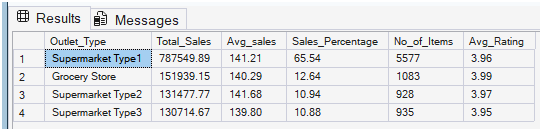 Results Messages
Outlet_Type Total_Sales Avg_sales Sales_Percentage No_of_Items Avg_Rating
1 Supermarket Type1 787549.89 141.21 65.54 5577 3.96
2 Grocery Store 151939.15 140.29 12.64 1083 3.99
3 Supermarket Type2 131477.77 141.68 10.94 928 3.97
4 Supermarket Type3 130714.67 139.80 10.88 935 3.95